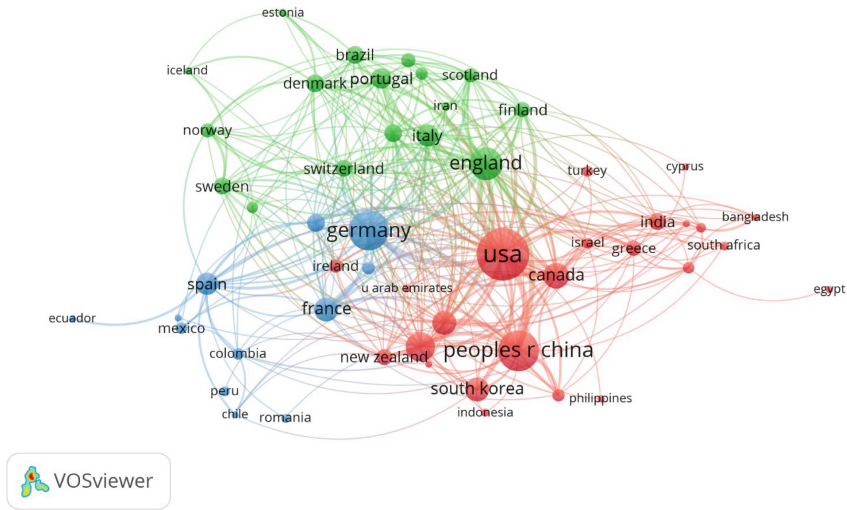 estonia
brazil
iceland
denmark
portugal
scotland
iran
finland
norway
italy
england
switzerland
turkey
cyprus
sweden
germany
india
bangladesh
usa
israel
greece
south africa
ireland
canada
spain
u arab emirates
egypt
france
ecuador
mexico
colombia
new zealand
peoples r china
peru
south korea
philippines
chile
romania
indonesia
VOSviewer